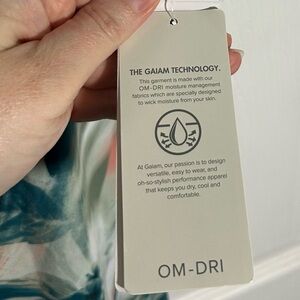 THE GAIAM TECHNOLOGY.
This garment is made with our
OM-DRI moisture management
fabrics which are specially designed
to wick moisture from your skin.
At Gaiam, our passion is to design
versatile, easy to wear, and
oh-so-stylish performance apparel
that keeps you dry, cool and
comfortable.
OM-DRI